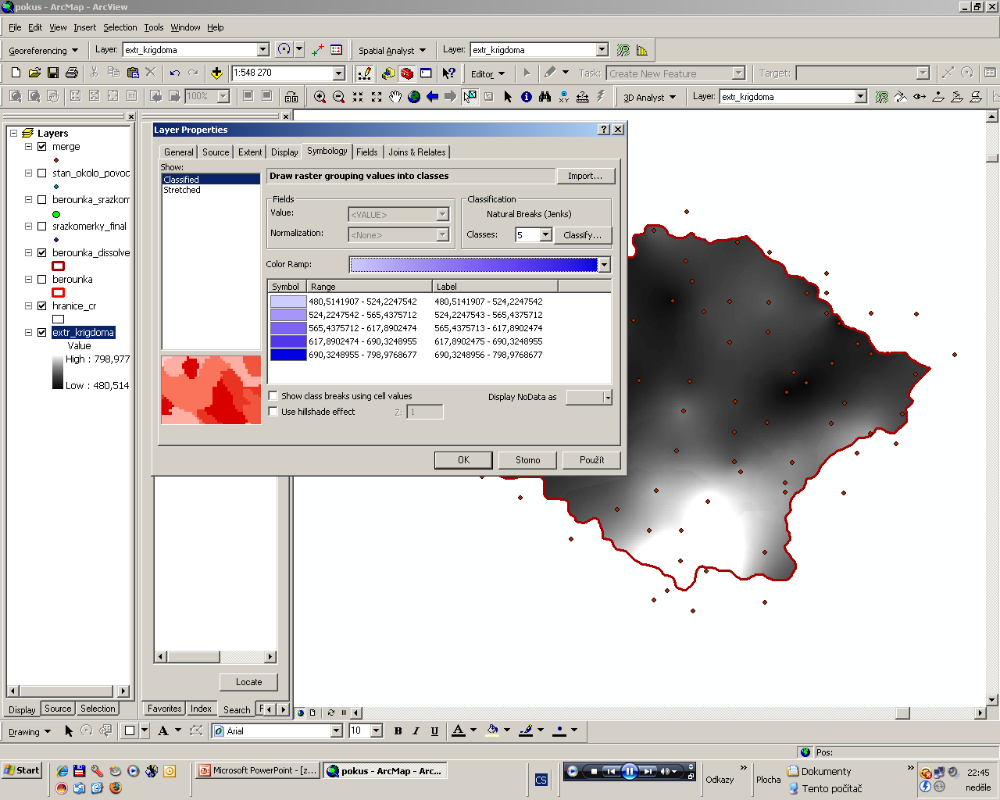 pokus - ArcMap - ArcView
File Edit View Insert Selection Tools Window Help
Georeferencing Layer: extr_krigdoma Spatial Analyst Layer: extr_krigdoma
1:548 270 Editor Task: Create New Feature Target:
100% 3D Analyst Layer: extr_krigdoma
Layers
merge
stan_okolo_povod
berounka_srazkom
srazkomerky_final
berounka_dissolve
berounka
hranice_cr
extr_krigdoma
Value
High : 798,977
Low : 480,514
Display Source Selection
Layer Properties
General Source Extent Display Symbology Fields Joins & Relates
Show:
Classified
Stretched
Draw raster grouping values into classes
Import...
Fields
Value: <VALUE>
Normalization: <None>
Classification
Natural Breaks (Jenks)
Classes: 5 Classify...
Color Ramp:
Symbol Range Label
480,5141907 - 524,2247542 480,5141907 - 524,2247542
524,2247542 - 565,4375712 524,2247543 - 565,4375712
565,4375712 - 617,8902474 565,4375713 - 617,8902474
617,8902474 - 690,3248955 617,8902475 - 690,3248955
690,3248955 - 798,9768677 690,3248956 - 798,9768677
Show class breaks using cell values
Display NoData as
Use hillshade effect Z: 1
OK Storno Použít
Locate
Favorites Index Search F
Drawing A Arial 10 B I U A
Pos:
Start
Microsoft PowerPoint - [z...
pokus - ArcMap - Arc...
CS
Odkazy
Plocha
Dokumenty
Tento počítač
22:45
neděle